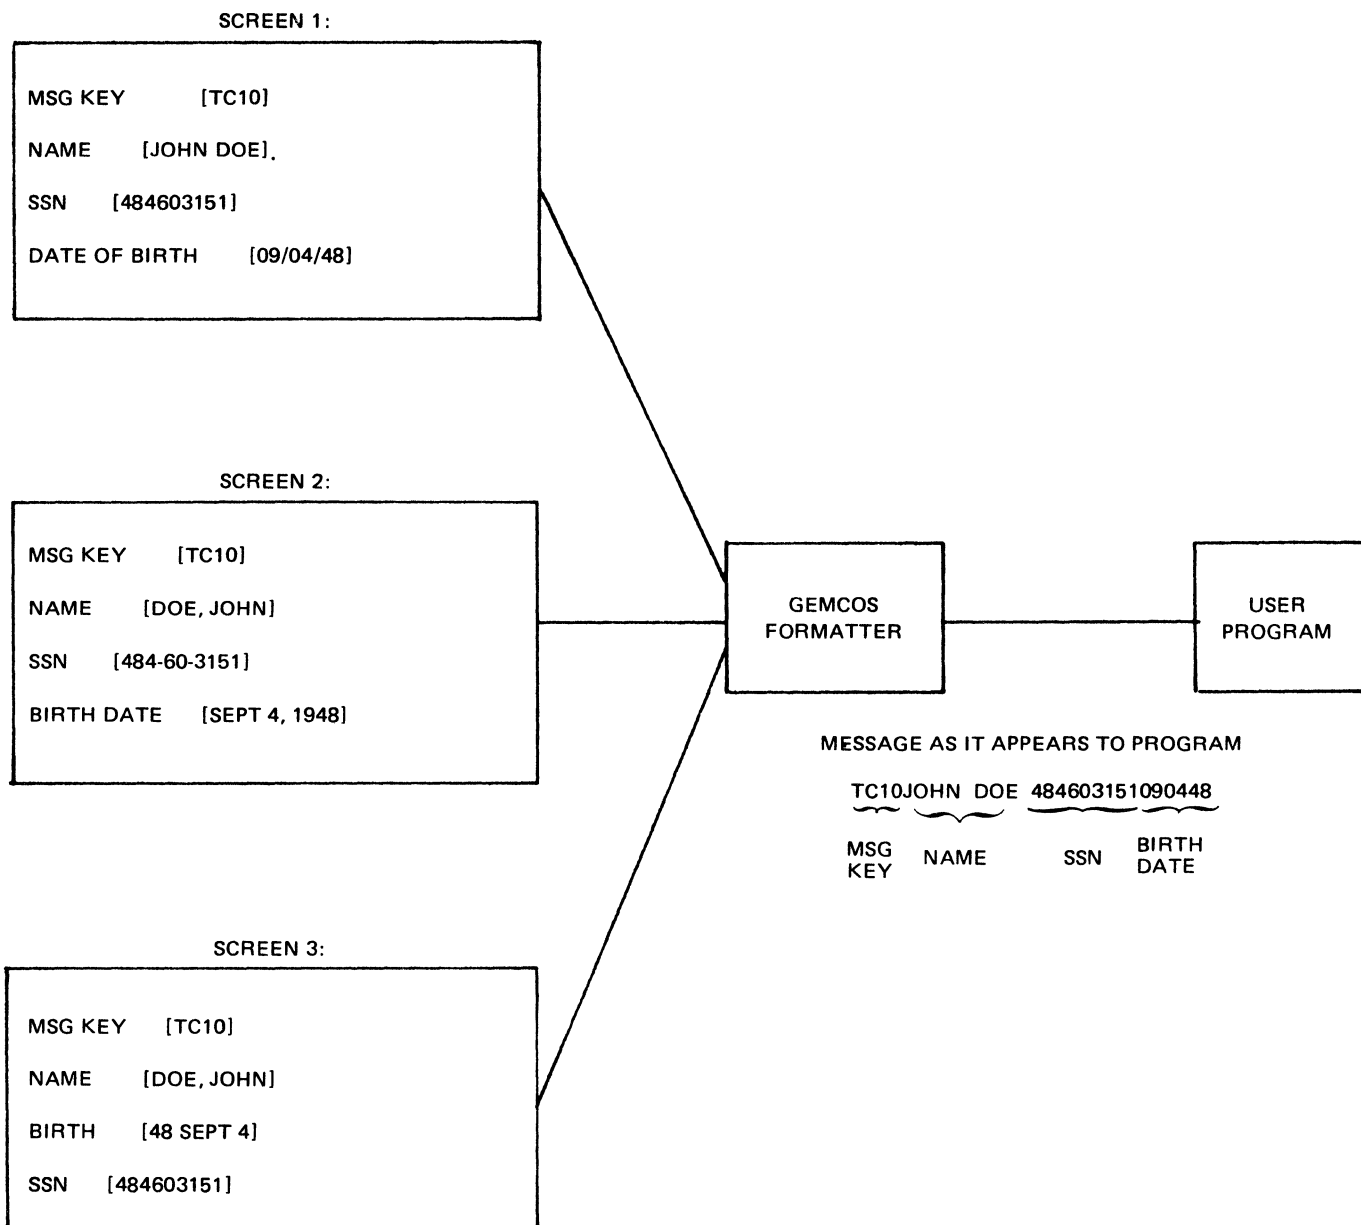 SCREEN 1:
MSG KEY [TC10]
NAME [JOHN DOE].
SSN [484603151]
DATE OF BIRTH [09/04/48]
SCREEN 2:
MSG KEY [TC10]
NAME [DOE, JOHN]
SSN [484-60-3151]
BIRTH DATE [SEPT 4, 1948]
GEMCOS
FORMATTER
USER
PROGRAM
MESSAGE AS IT APPEARS TO PROGRAM
TC10JOHN DOE 484603151090448
MSG
KEY
NAME
SSN
BIRTH
DATE
SCREEN 3:
MSG KEY [TC10]
NAME [DOE, JOHN]
BIRTH [48 SEPT 4]
SSN [484603151]